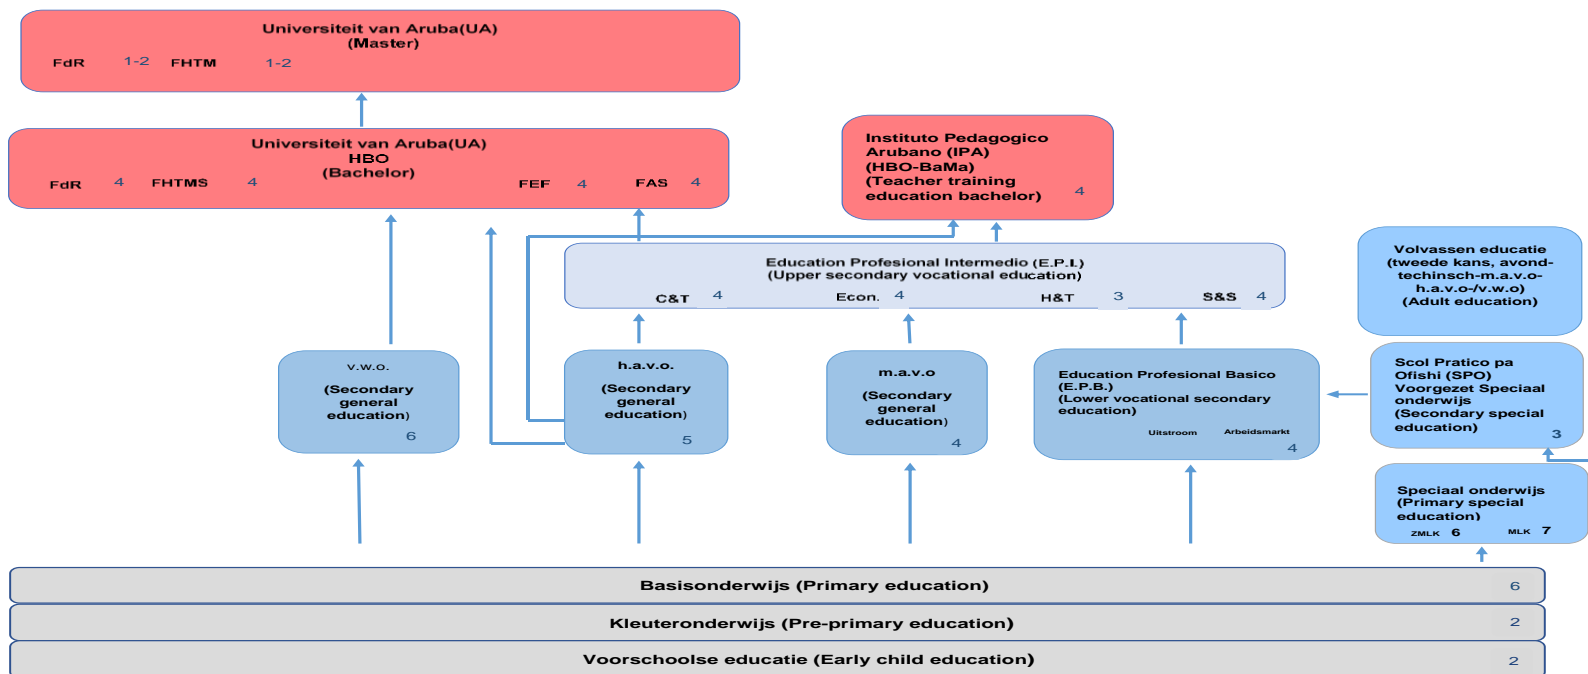 Universiteit van Aruba(UA)
(Master)
FdR 1-2 FHTM 1-2
Universiteit van Aruba(UA)
HBO
(Bachelor)
FdR 4 FHTMS 4 FEF 4 FAS 4
Instituto Pedagogico
Arubano (IPA)
(HBO-BaMa)
(Teacher training
education bachelor) 4
Education Profesional Intermedio (E.P.I.)
(Upper secondary vocational education)
C&T 4 Econ. 4 H&T 3 S&S 4
Volvassen educatie
(tweede kans, avond-
techinsch-m.a.v.o-
h.a.v.o-/v.w.o)
(Adult education)
v.w.o.
(Secondary
general
education)
6
h.a.v.o.
(Secondary
general
education)
5
m.a.v.o
(Secondary
general
education)
4
Education Profesional Basico
(E.P.B.)
(Lower vocational secondary
education)
Uitstroom Arbeidsmarkt
4
Scol Pratico pa
Ofishi (SPO)
Voorgezet Speciaal
onderwijs
(Secondary special
education)
3
Speciaal onderwijs
(Primary special
education)
ZMLK 6 MLK 7
Basisonderwijs (Primary education) 6
Kleuteronderwijs (Pre-primary education) 2
Voorschoolse educatie (Early child education) 2